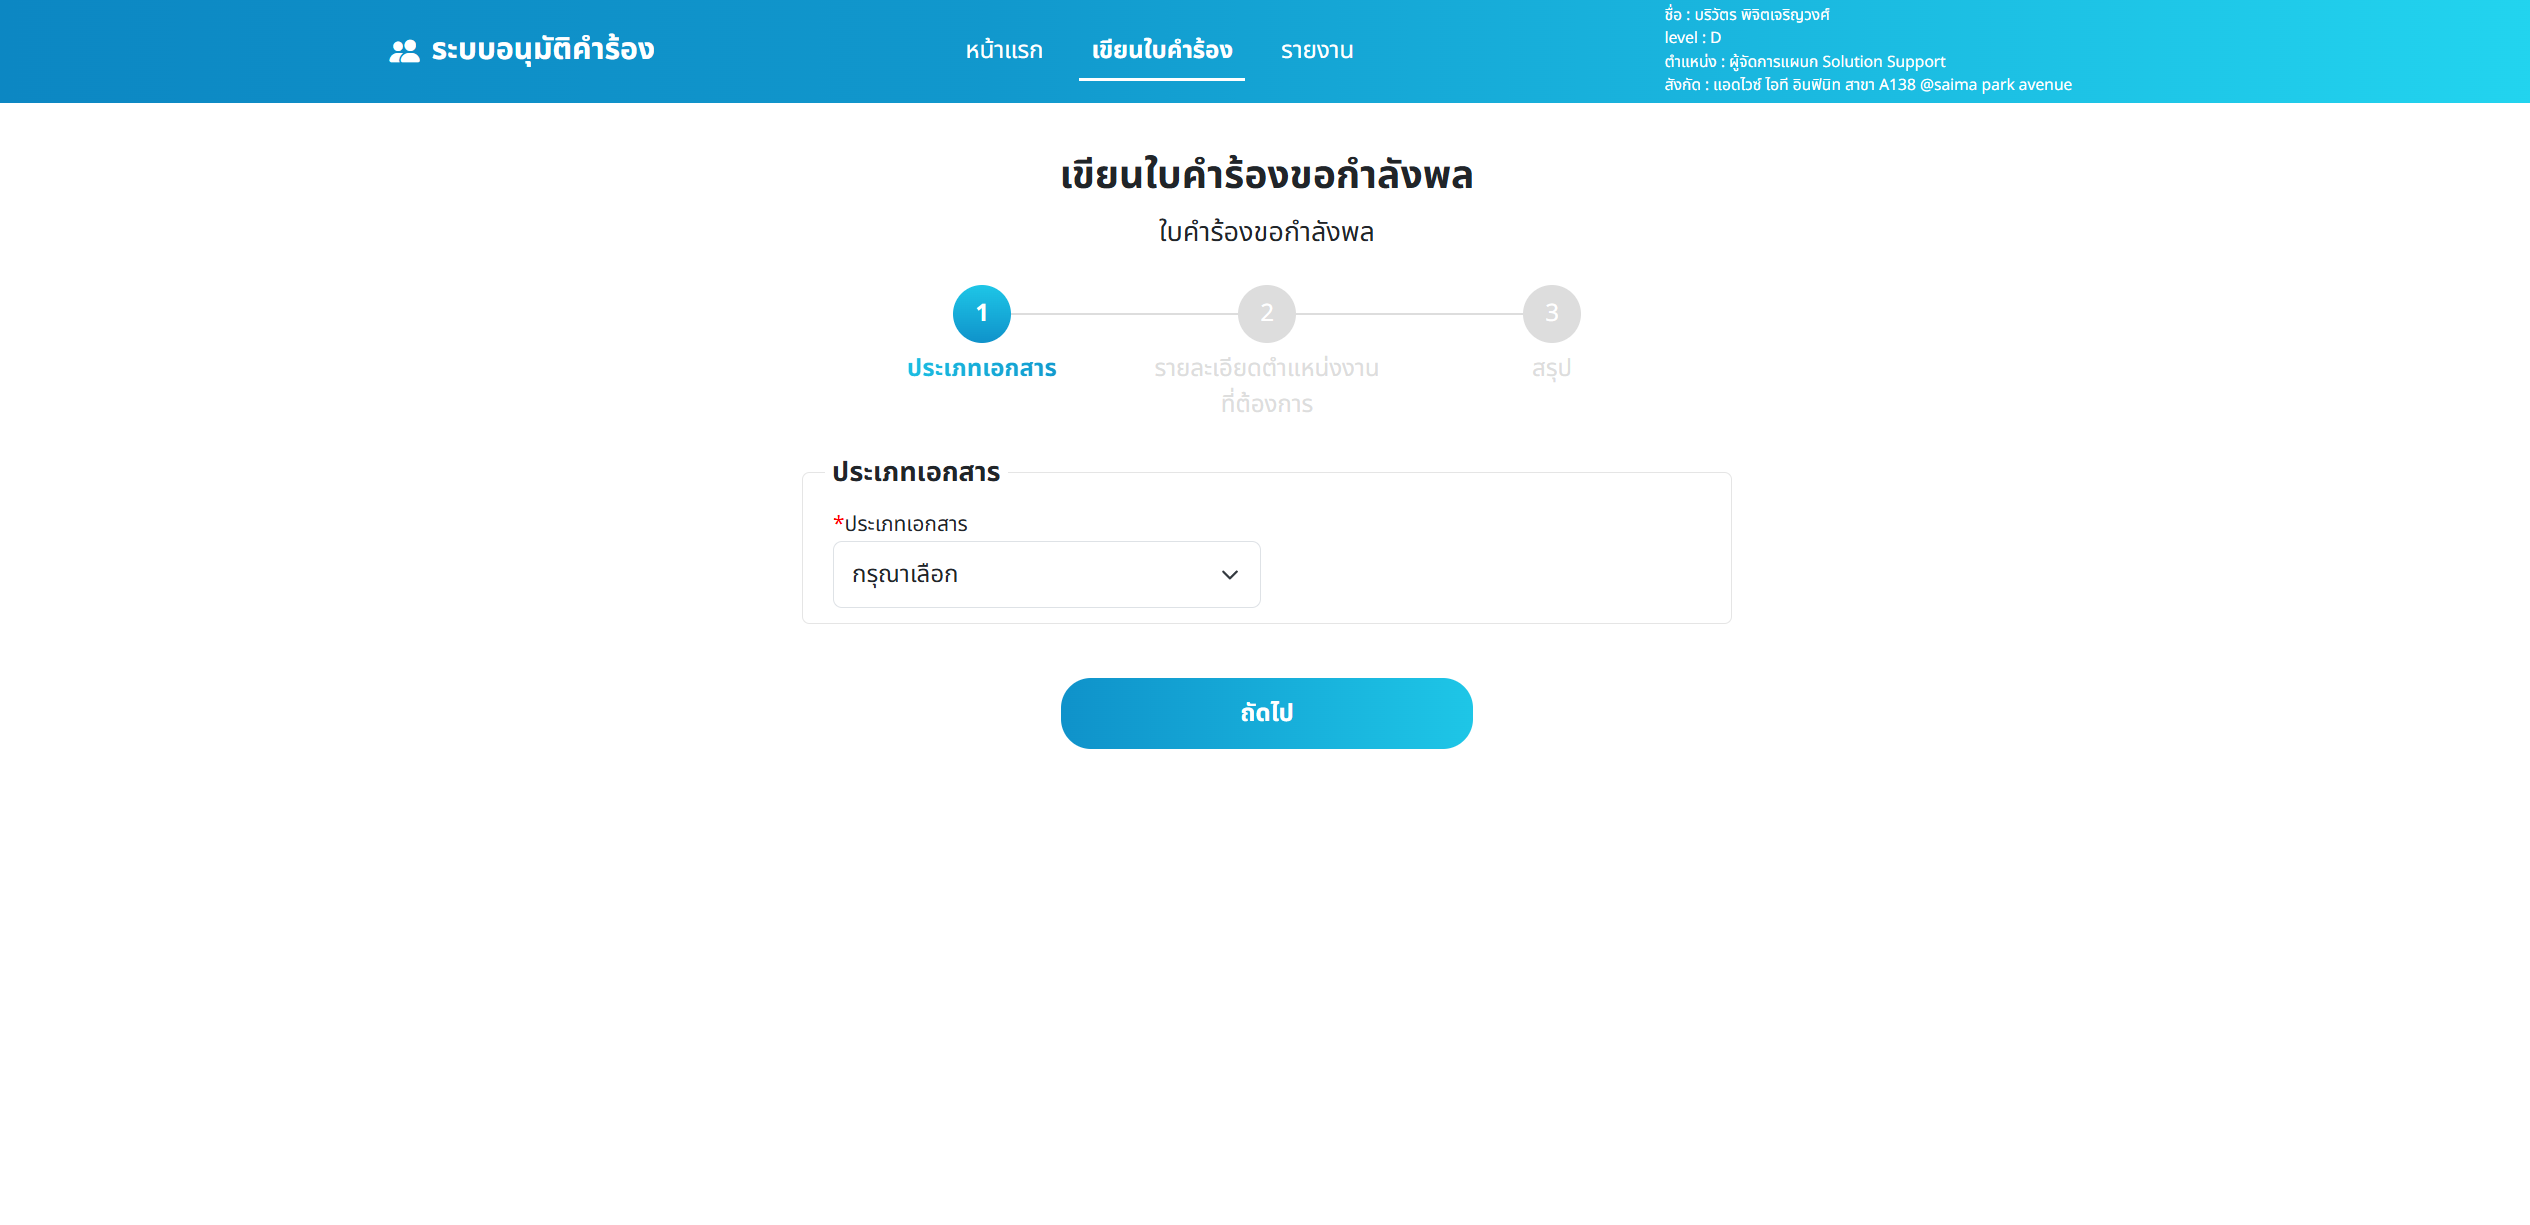 ระบบอนุมัติคำร้อง
หน้าแรก
เขียนใบคำร้อง
รายงาน
ชื่อ : บริวัตร พิจิตเจริญวงศ์
level : D
ตำแหน่ง : ผู้จัดการแผนก Solution Support
สังกัด : แอดไวซ์ ไอที อินฟินิท สาขา A138 @saima park avenue
เขียนใบคำร้องขอกำลังพล
ใบคำร้องขอกำลังพล
1
2
3
ประเภทเอกสาร
รายละเอียดตำแหน่งงาน
ที่ต้องการ
สรุป
ประเภทเอกสาร
*ประเภทเอกสาร
กรุณาเลือก
ถัดไป